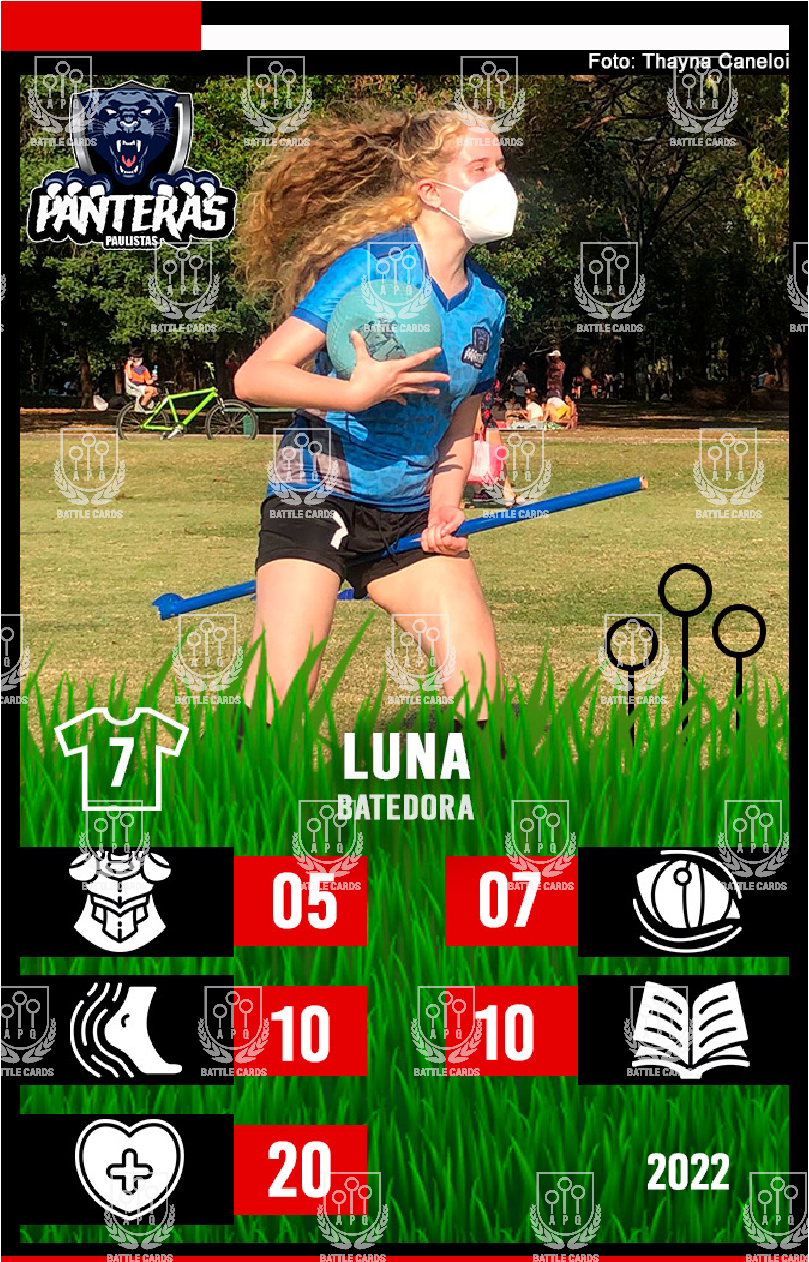 Foto: Thayna Caneloi
PANTERAS
PAULISTAS
7
LUNA
BATEDORA
05
07
10
10
20
2022
APQ
BATTLE CARDS